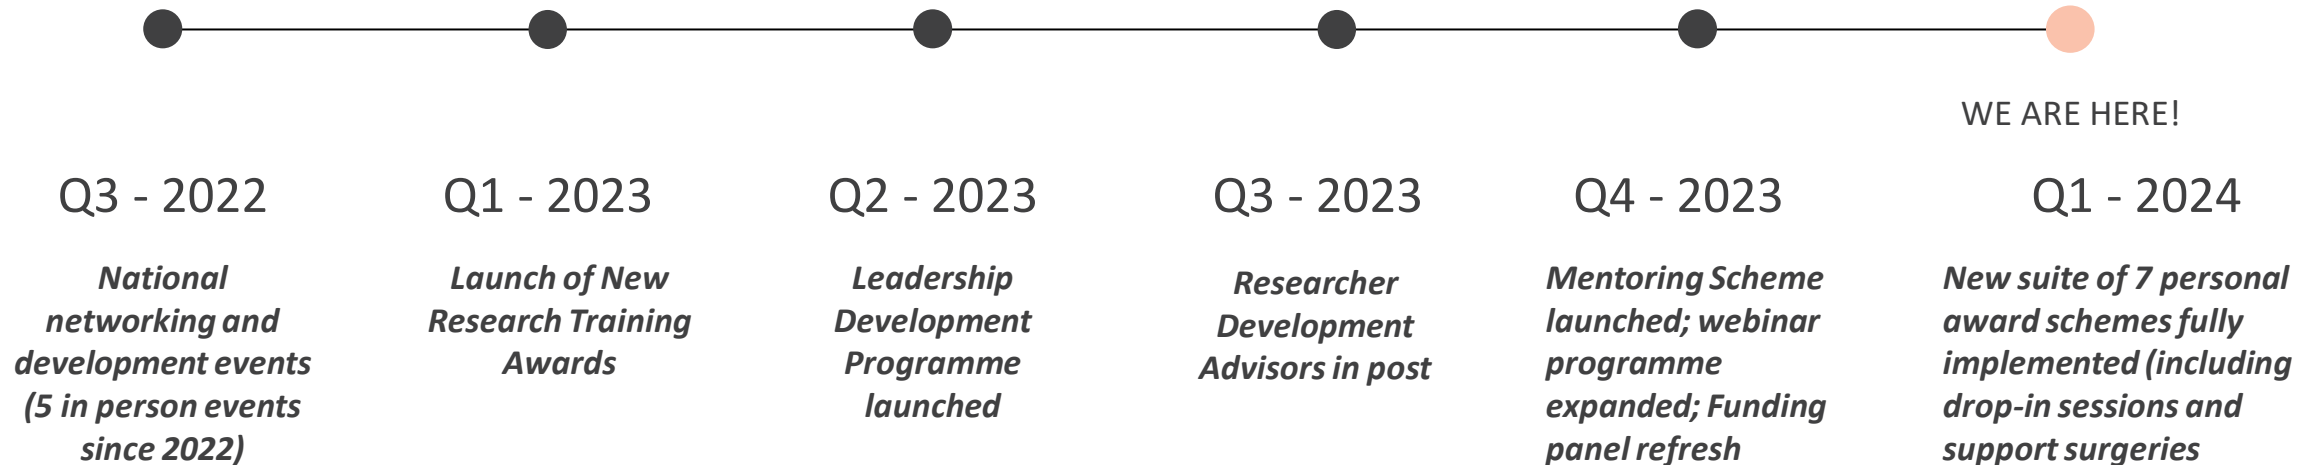 WE ARE HERE!
Q3 - 2022
National
networking and
development events
(5 in person events
since 2022)
Q1 - 2023
Launch of New
Research Training
Awards
Q2 - 2023
Leadership
Development
Programme
launched
Q3 - 2023
Researcher
Development
Advisors in post
Q4 - 2023
Mentoring Scheme
launched; webinar
programme
expanded; Funding
panel refresh
Q1 - 2024
New suite of 7 personal
award schemes fully
implemented (including
drop-in sessions and
support surgeries